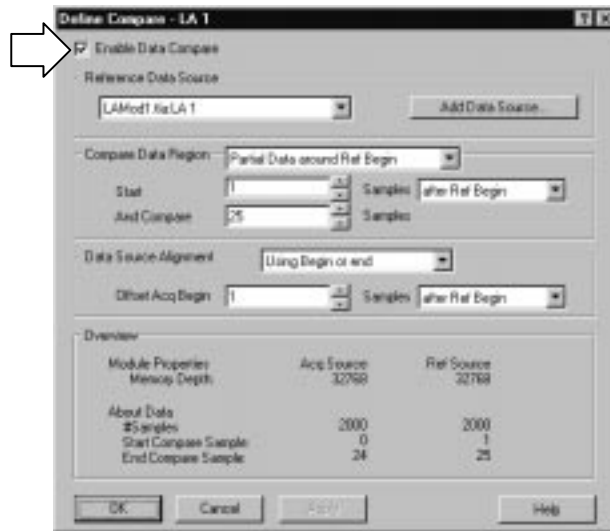 Define Compare - LA 1
Enable Data Compare
Reference Data Source
LAMod1.tla:LA 1
Add Data Source...
Compare Data Region
Partial Data around Ref Begin
Start 1 Samples after Ref Begin
And Compare 25 Samples
Data Source Alignment
Using Begin or end
Offset Acq Begin 1 Samples after Ref Begin
Overview
Module Properties Acq Source Ref Source
Memory Depth 32768 32768
About Data
#Samples 2000 2000
Start Compare Sample: 0 1
End Compare Sample: 24 25
OK Cancel Apply Help